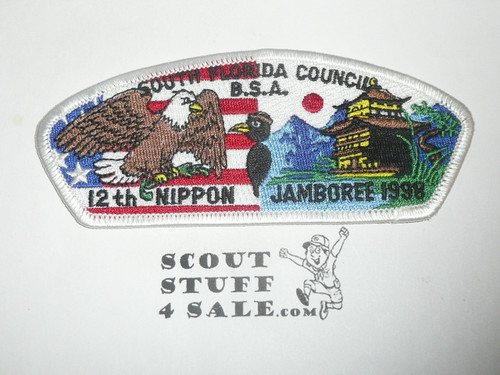 SOUTH FLORIDA COUNCIL
B.S.A.
12th NIPPON JAMBOREE 1998
SCOUT
STUFF
4 SALE.com